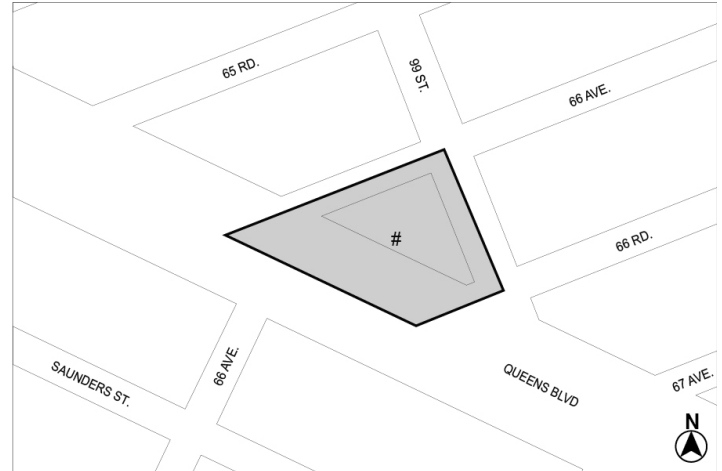 65 RD.
99 ST.
66 AVE.
#
66 RD.
66 AVE.
SAUNDERS ST.
QUEENS BLVD
67 AVE.
N